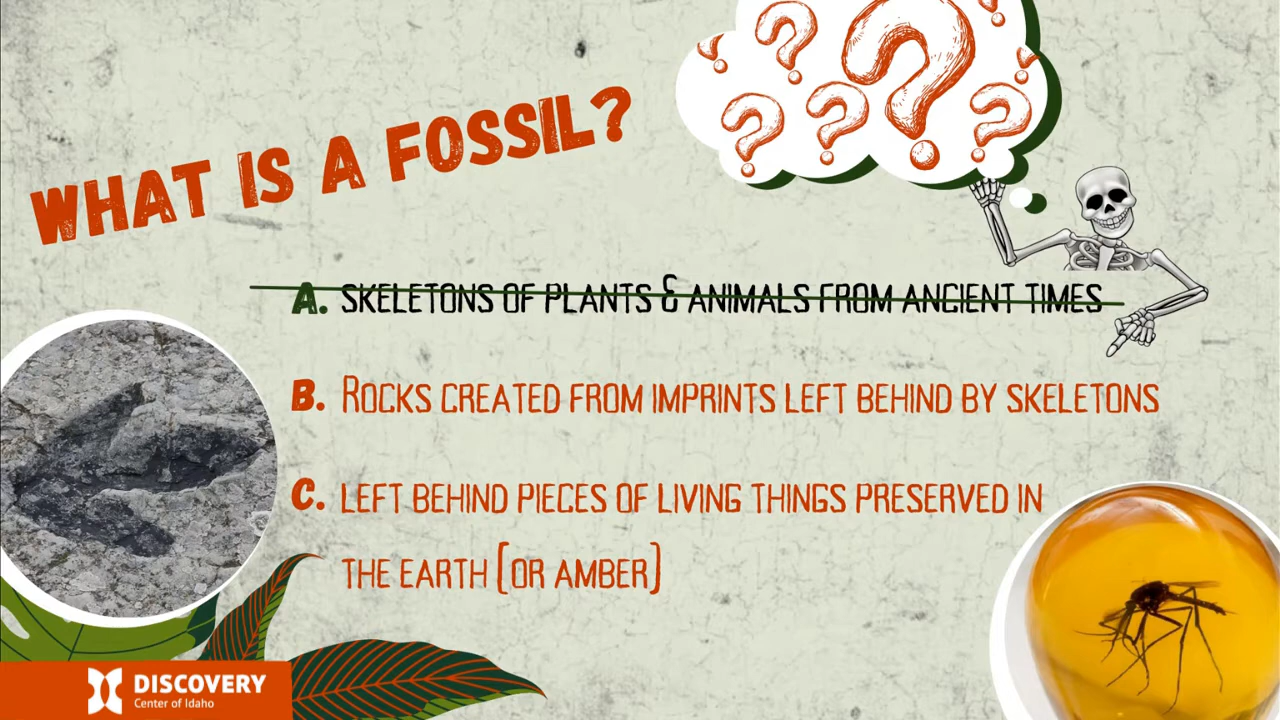 WHAT IS A FOSSIL?
A. SKELETONS OF PLANTS & ANIMALS FROM ANCIENT TIMES
B. ROCKS CREATED FROM IMPRINTS LEFT BEHIND BY SKELETONS
C. LEFT BEHIND PIECES OF LIVING THINGS PRESERVED IN
THE EARTH (OR AMBER)
DISCOVERY
Center of Idaho